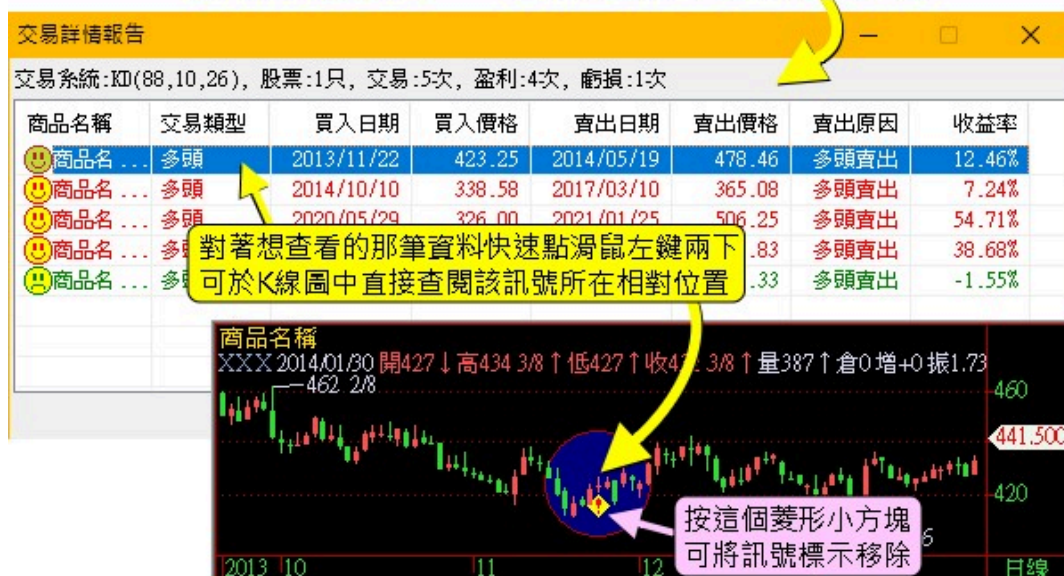 交易詳情報告
交易系統:KD(88,10,26), 股票:1只, 交易:5次, 盈利:4次, 虧損:1次
商品名稱 交易類型 買入日期 買入價格 賣出日期 賣出價格 賣出原因 收益率
商品名 ... 多頭 2013/11/22 423.25 2014/05/19 478.46 多頭賣出 12.46%
商品名 ... 多頭 2014/10/10 338.58 2017/03/10 365.08 多頭賣出 7.24%
商品名 ... 多頭 2020/05/29 326.00 2021/01/25 506.25 多頭賣出 54.71%
商品名 ... 多 .83 多頭賣出 38.68%
商品名 ... 多 .33 多頭賣出 -1.55%
對著想查看的那筆資料快速點滑鼠左鍵兩下
可於K線圖中直接查閱該訊號所在相對位置
商品名稱
XXX 2014/01/30 開427↓高434 3/8↑低427↑收43 3/8↑量387↑倉0增+0振1.73
462 2/8
460
441.500
420
按這個菱形小方塊
可將訊號標示移除
6
2013 10 11 12 日線